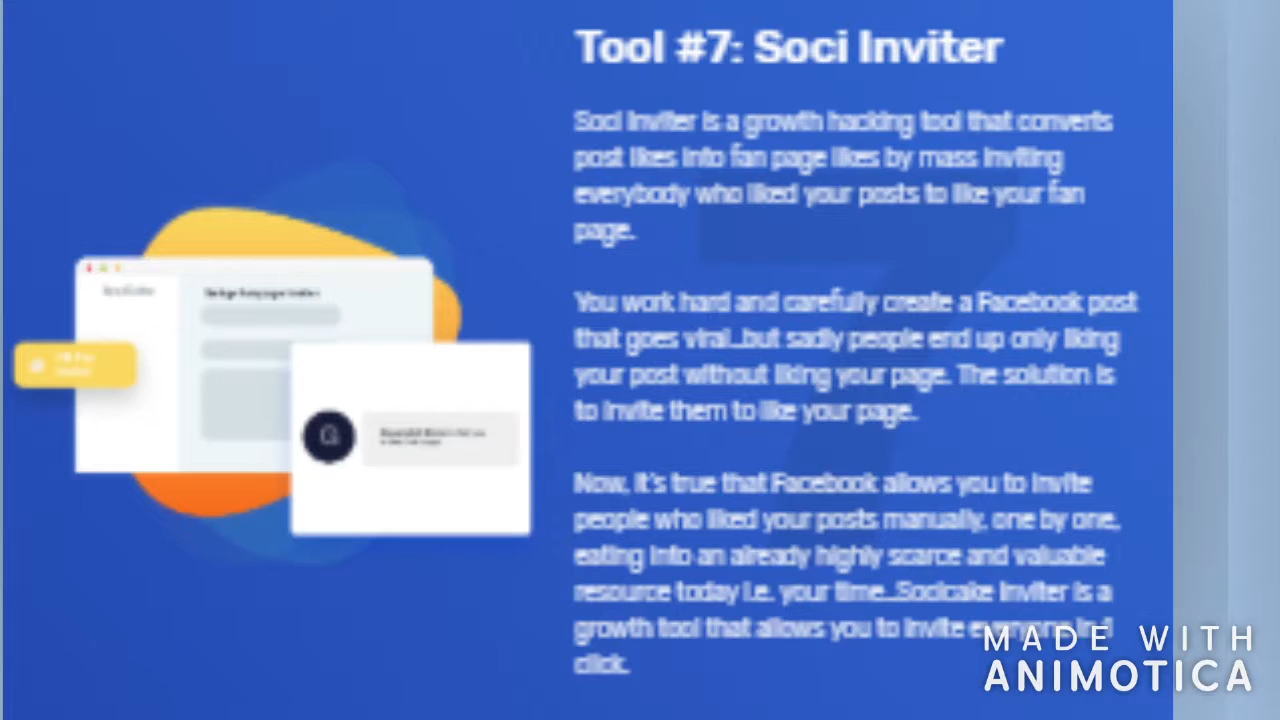 Tool #7: Soci Inviter
Soci Inviter is a growth hacking tool that converts
post likes into fan page likes by mass inviting
everybody who liked your posts to like your fan
page.
You work hard and carefully create a Facebook post
that goes viral...but sadly people end up only liking
your post without liking your page. The solution is
to invite them to like your page.
Now, it's true that Facebook allows you to invite
people who liked your posts manually, one by one,
eating into an already highly scarce and valuable
resource today i.e. your time...Socicake Inviter is a
growth tool that allows you to invite everyone in 1
click.
G
7
MADE WITH
ANIMOTICA